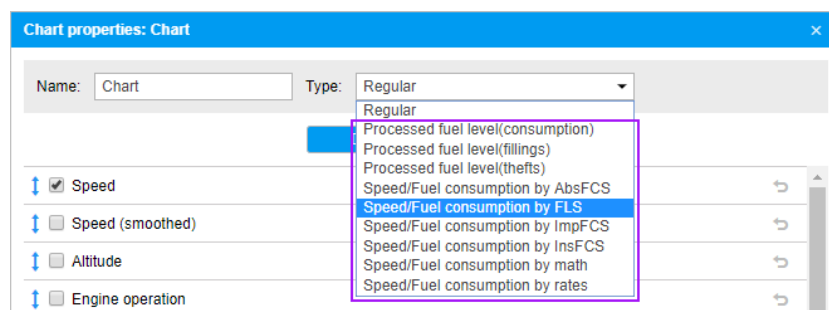 Chart properties: Chart ×
Name: Chart Type: Regular
Regular
Processed fuel level(consumption)
Processed fuel level(fillings)
Processed fuel level(thefts)
Speed/Fuel consumption by AbsFCS
Speed/Fuel consumption by FLS
Speed/Fuel consumption by ImpFCS
Speed/Fuel consumption by InsFCS
Speed/Fuel consumption by math
Speed/Fuel consumption by rates
Speed
Speed (smoothed)
Altitude
Engine operation